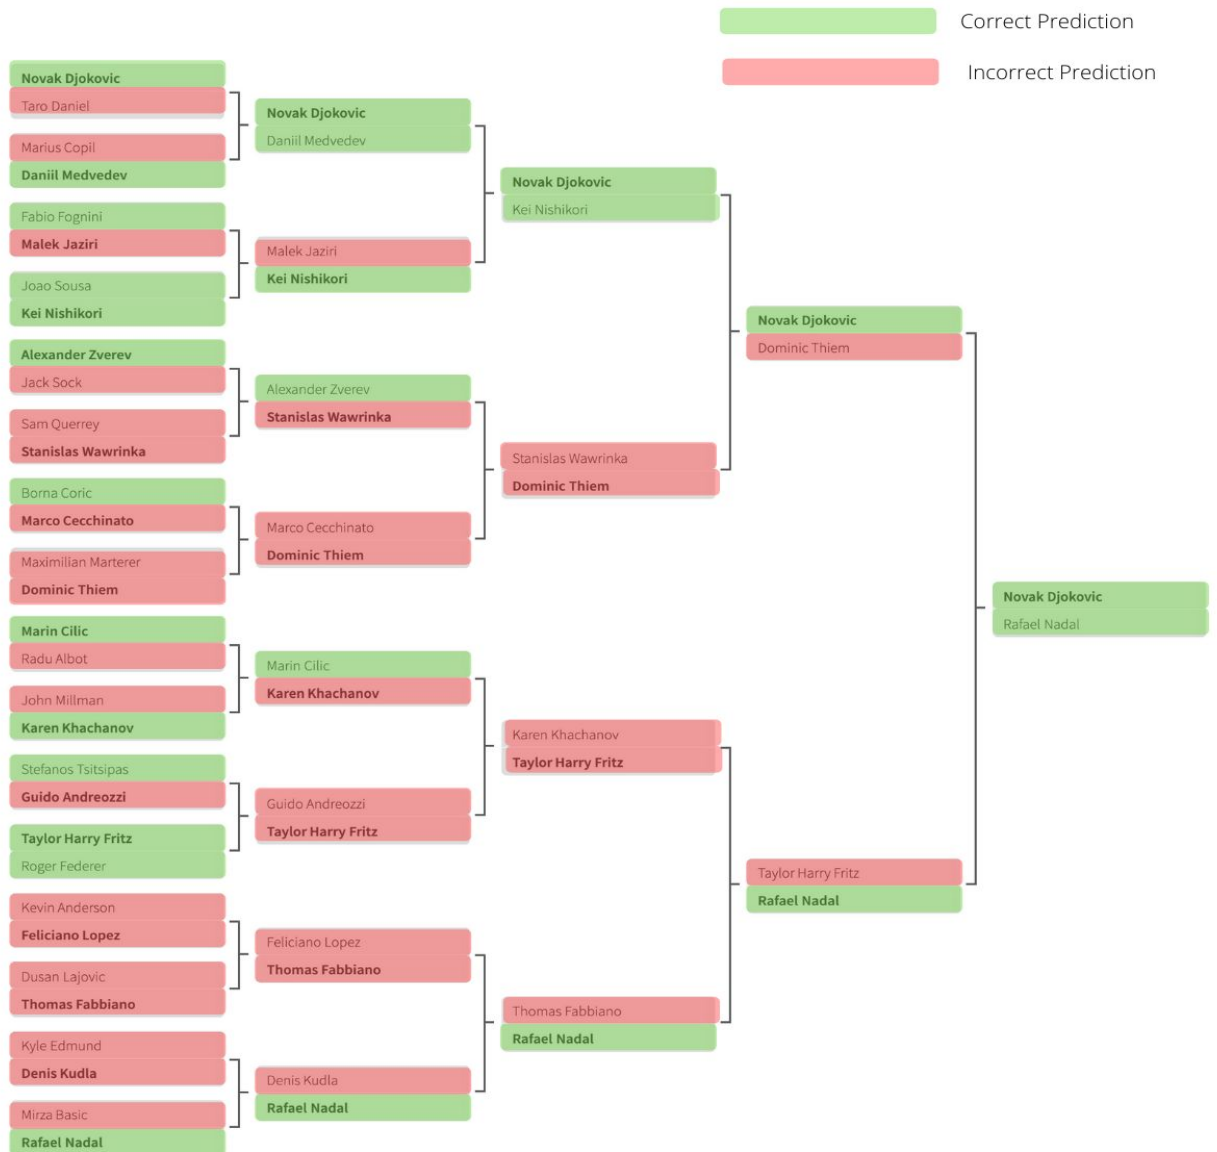 Correct Prediction
Incorrect Prediction
Novak Djokovic
Taro Daniel
Marius Copil
Daniil Medvedev
Fabio Fognini
Malek Jaziri
Joao Sousa
Kei Nishikori
Alexander Zverev
Jack Sock
Sam Querrey
Stanislas Wawrinka
Borna Coric
Marco Cecchinato
Maximilian Marterer
Dominic Thiem
Marin Cilic
Radu Albot
John Millman
Karen Khachanov
Stefanos Tsitsipas
Guido Andreozzi
Taylor Harry Fritz
Roger Federer
Kevin Anderson
Feliciano Lopez
Dusan Lajovic
Thomas Fabbiano
Kyle Edmund
Denis Kudla
Mirza Basic
Rafael Nadal
Novak Djokovic
Daniil Medvedev
Malek Jaziri
Kei Nishikori
Alexander Zverev
Stanislas Wawrinka
Marco Cecchinato
Dominic Thiem
Marin Cilic
Karen Khachanov
Guido Andreozzi
Taylor Harry Fritz
Feliciano Lopez
Thomas Fabbiano
Denis Kudla
Rafael Nadal
Novak Djokovic
Kei Nishikori
Stanislas Wawrinka
Dominic Thiem
Karen Khachanov
Taylor Harry Fritz
Thomas Fabbiano
Rafael Nadal
Novak Djokovic
Dominic Thiem
Taylor Harry Fritz
Rafael Nadal
Novak Djokovic
Rafael Nadal